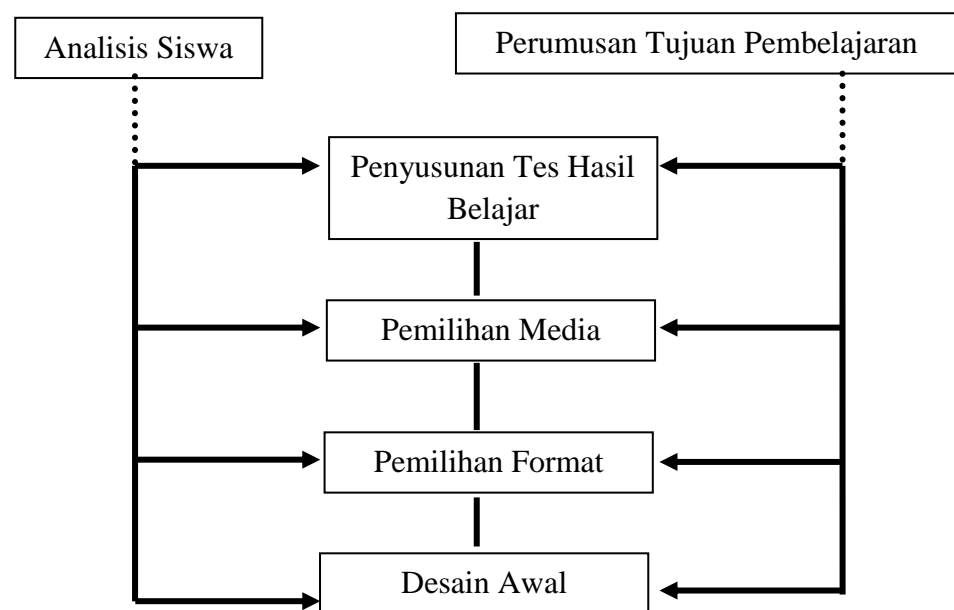 Analisis Siswa
Perumusan Tujuan Pembelajaran
Penyusunan Tes Hasil
Belajar
Pemilihan Media
Pemilihan Format
Desain Awal